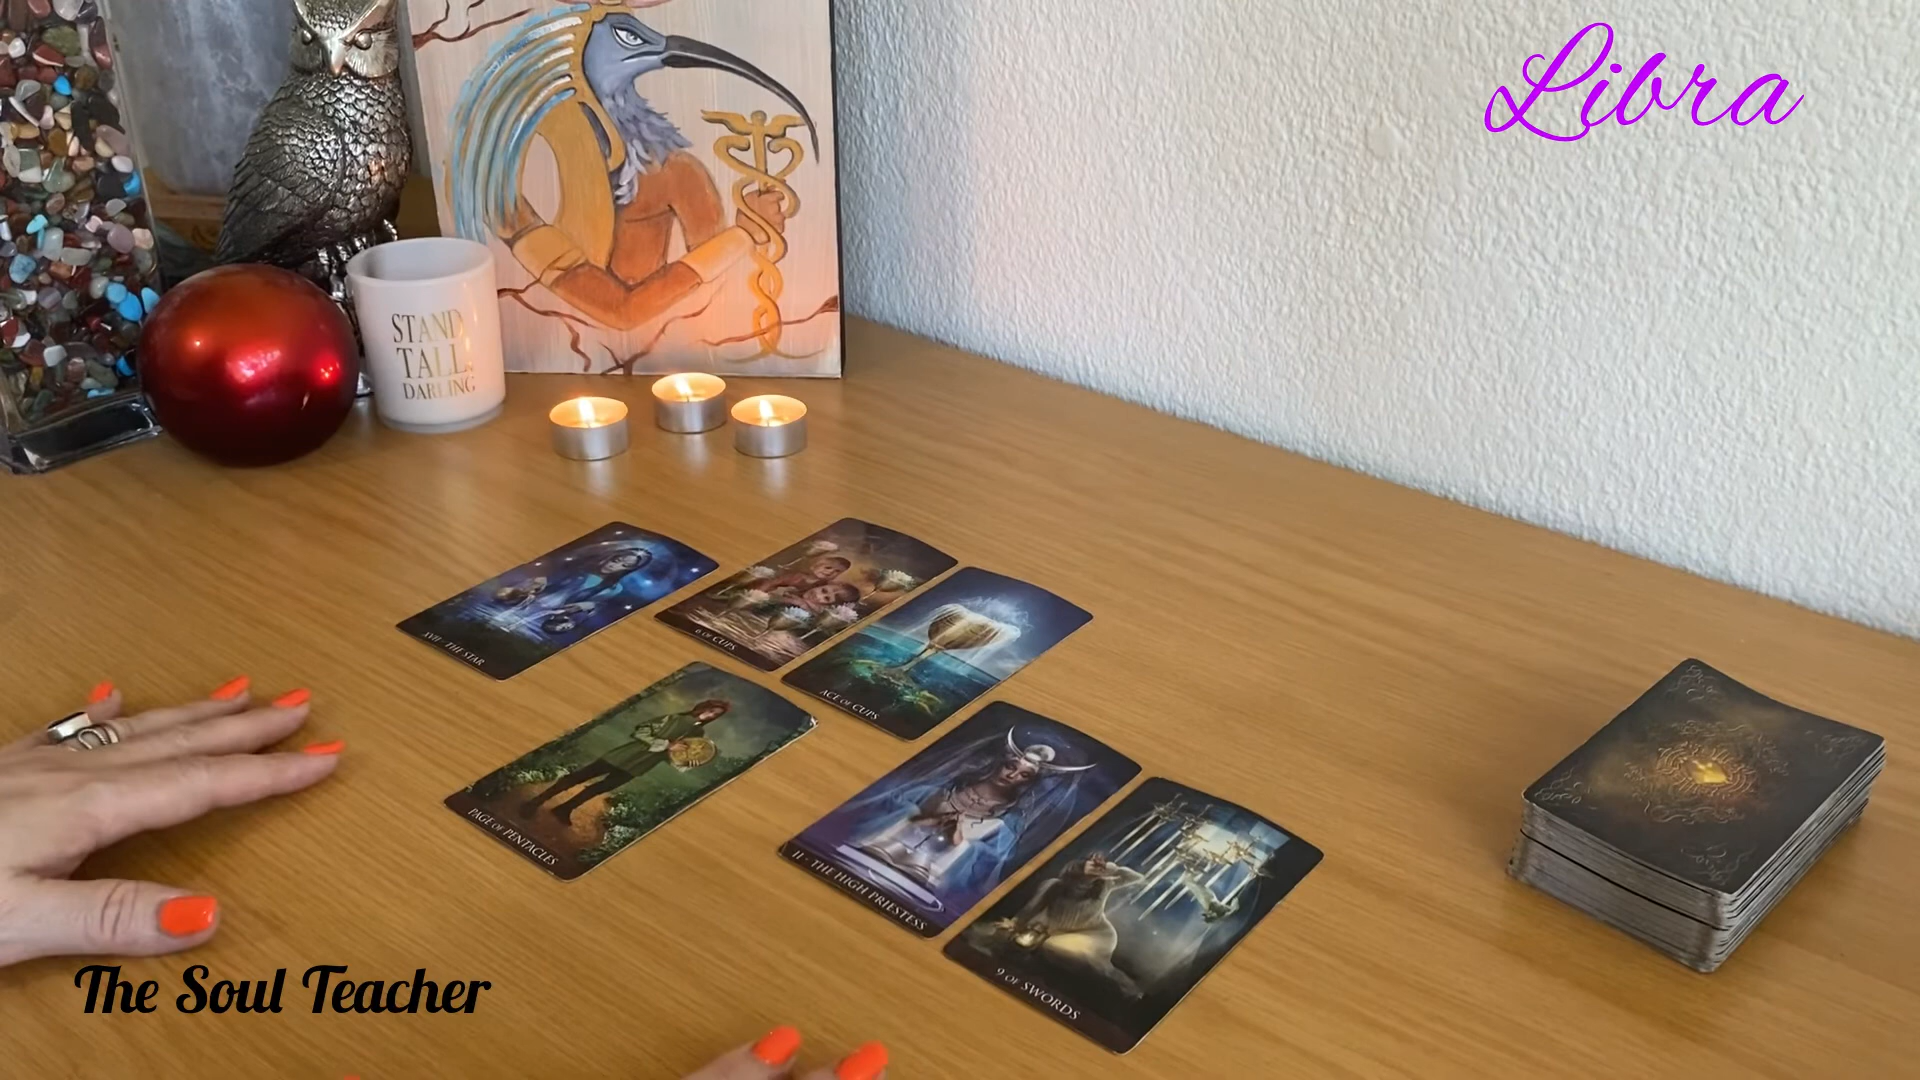 Libra
STAND
TALL,
DARLING
XVII - THE STAR
6 OF CUPS
ACE OF CUPS
PAGE OF PENTACLES
II - THE HIGH PRIESTESS
9 OF SWORDS
The Soul Teacher